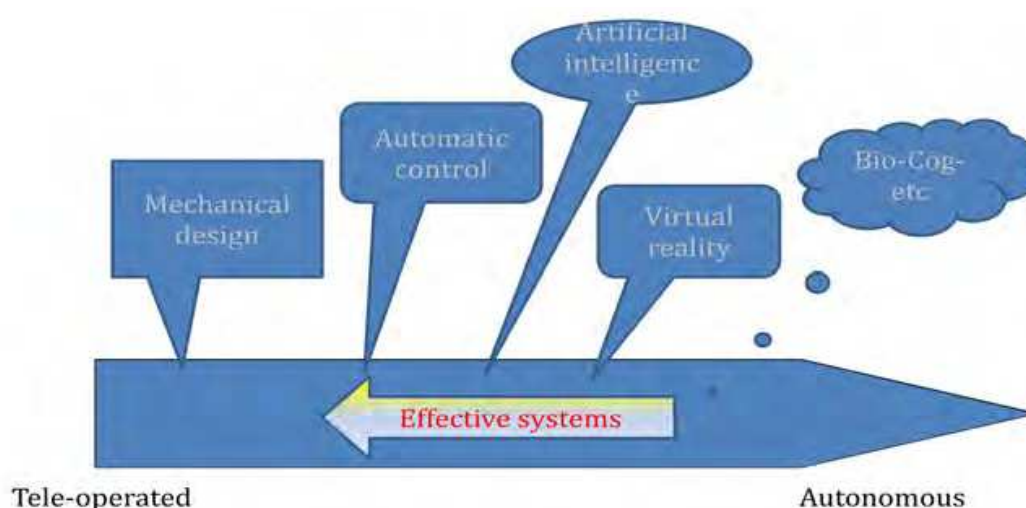 Artificial
intelligenc
e
Automatic
control
Bio-Cog-
etc
Mechanical
design
Virtual
reality
Effective systems
Tele-operated
Autonomous